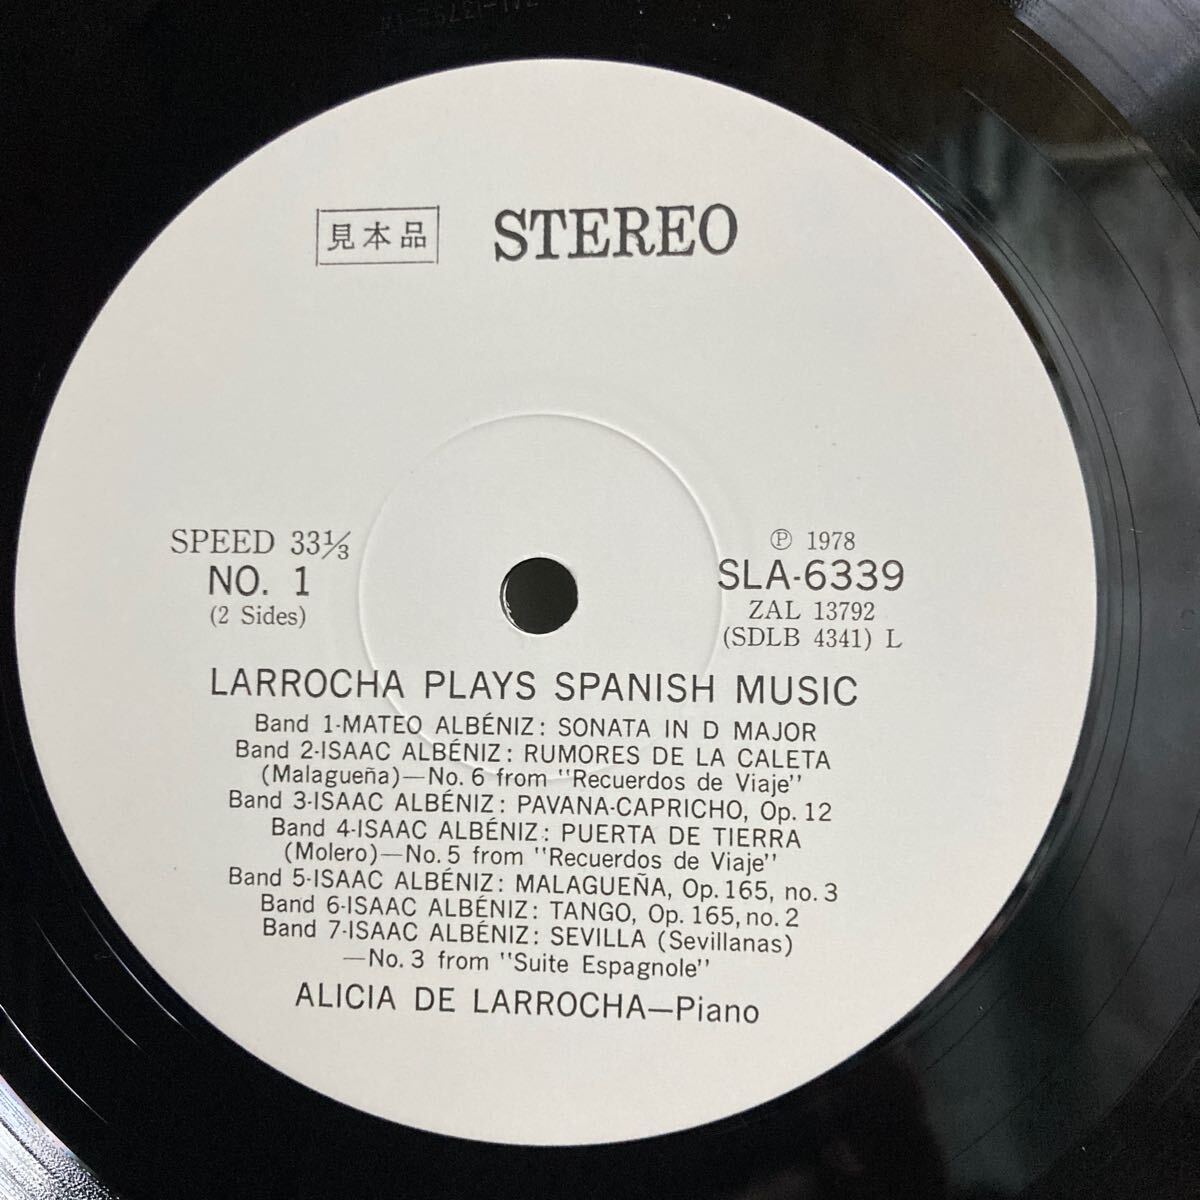 見本品 STEREO
SPEED 33⅓
NO. 1
(2 Sides)
Ⓟ 1978
SLA-6339
ZAL 13792
(SDLB 4341) L
LARROCHA PLAYS SPANISH MUSIC
Band 1-MATEO ALBÉNIZ: SONATA IN D MAJOR
Band 2-ISAAC ALBÉNIZ: RUMORES DE LA CALETA
(Malagueña)—No. 6 from "Recuerdos de Viaje"
Band 3-ISAAC ALBÉNIZ: PAVANA-CAPRICHO, Op. 12
Band 4-ISAAC ALBÉNIZ: PUERTA DE TIERRA
(Molero)—No. 5 from "Recuerdos de Viaje"
Band 5-ISAAC ALBÉNIZ: MALAGUEÑA, Op. 165, no. 3
Band 6-ISAAC ALBÉNIZ: TANGO, Op. 165, no. 2
Band 7-ISAAC ALBÉNIZ: SEVILLA (Sevillanas)
—No. 3 from "Suite Espagnole"
ALICIA DE LARROCHA—Piano